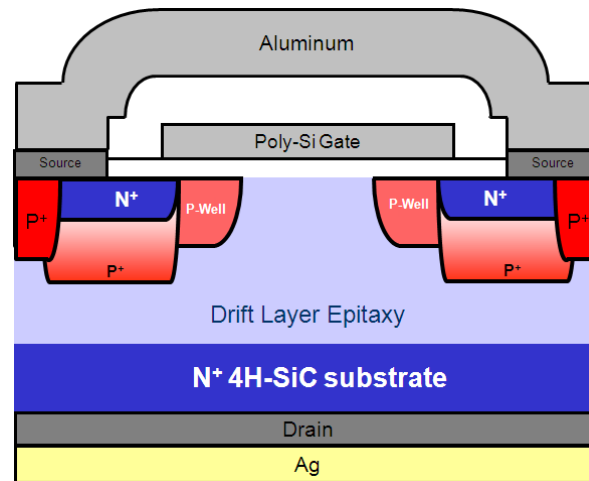 Aluminum
Poly-Si Gate
Source
Source
P+
N+
P-Well
P-Well
N+
P+
P+
P+
Drift Layer Epitaxy
N+ 4H-SiC substrate
Drain
Ag